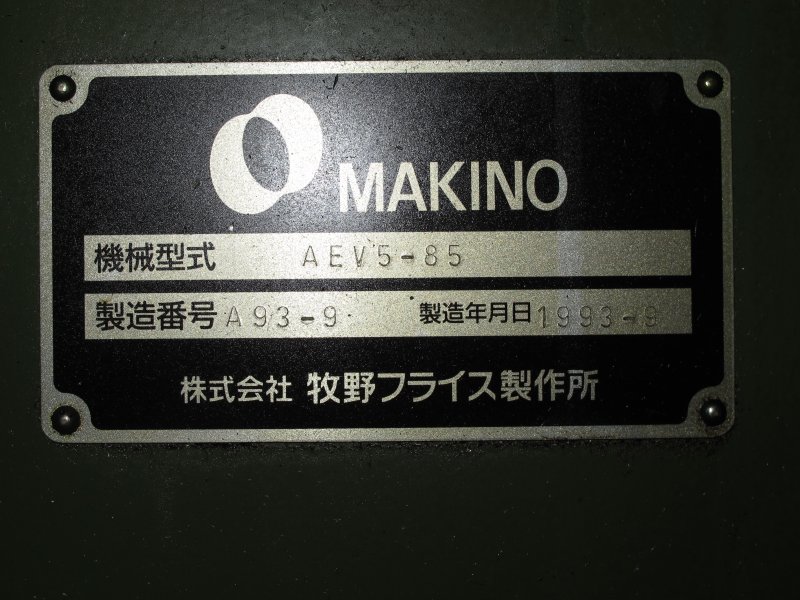 MAKINO
機械型式 AEV5-85
製造番号 A93-9 製造年月日 1993-9
株式会社 牧野フライス製作所